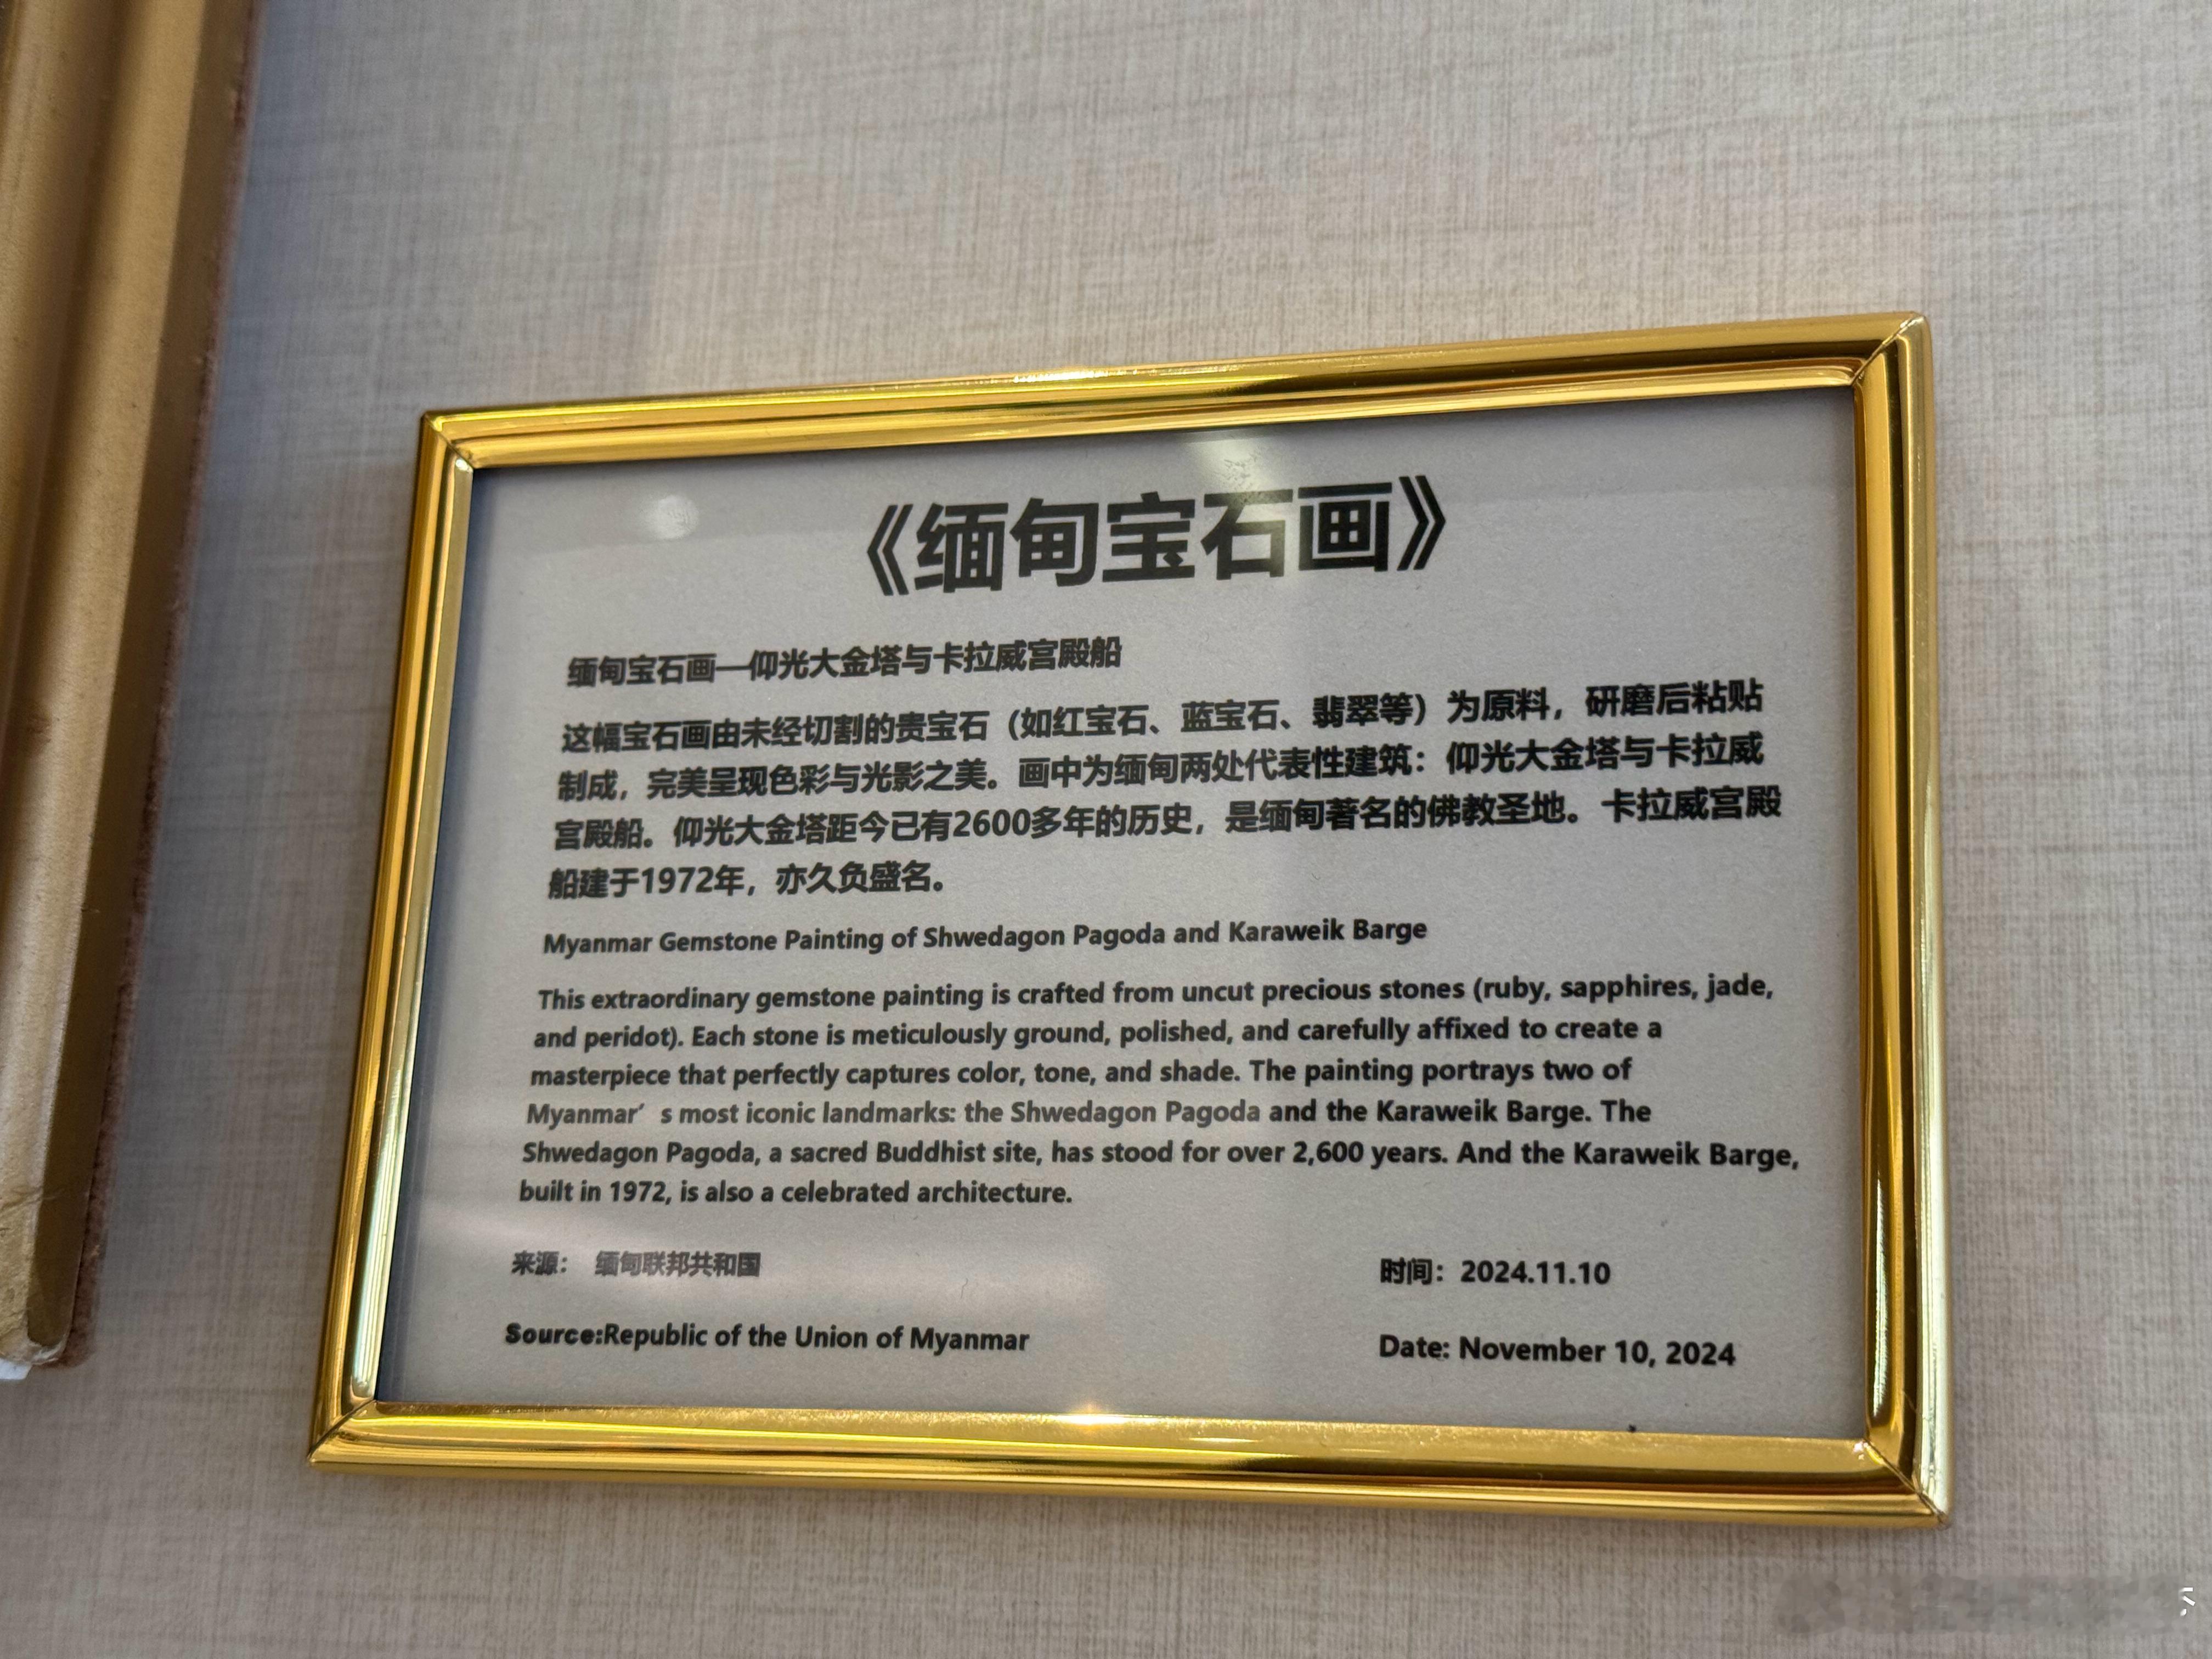 《缅甸宝石画》
缅甸宝石画—仰光大金塔与卡拉威宫殿船
这幅宝石画由未经切割的贵宝石（如红宝石、蓝宝石、翡翠等）为原料，研磨后粘贴
制成，完美呈现色彩与光影之美。画中为缅甸两处代表性建筑：仰光大金塔与卡拉威
宫殿船。仰光大金塔距今已有2600多年的历史，是缅甸著名的佛教圣地。卡拉威宫殿
船建于1972年，亦久负盛名。
Myanmar Gemstone Painting of Shwedagon Pagoda and Karaweik Barge
This extraordinary gemstone painting is crafted from uncut precious stones (ruby, sapphires, jade,
and peridot). Each stone is meticulously ground, polished, and carefully affixed to create a
masterpiece that perfectly captures color, tone, and shade. The painting portrays two of
Myanmar’ s most iconic landmarks: the Shwedagon Pagoda and the Karaweik Barge. The
Shwedagon Pagoda, a sacred Buddhist site, has stood for over 2,600 years. And the Karaweik Barge,
built in 1972, is also a celebrated architecture.
来源： 缅甸联邦共和国
时间：2024.11.10
Source:Republic of the Union of Myanmar
Date: November 10, 2024